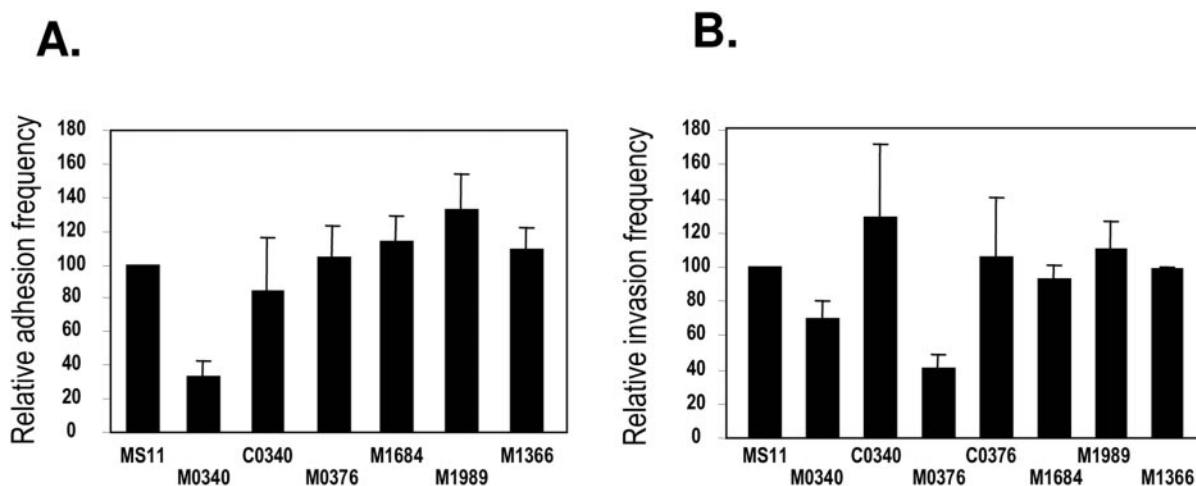 A.
Relative adhesion frequency
180
160
140
120
100
80
60
40
20
0
MS11 C0340 M1684 M1366
M0340 M0376 M1989
B.
Relative invasion frequency
180
160
140
120
100
80
60
40
20
0
MS11 C0340 C0376 M1989
M0340 M0376 M1684 M1366